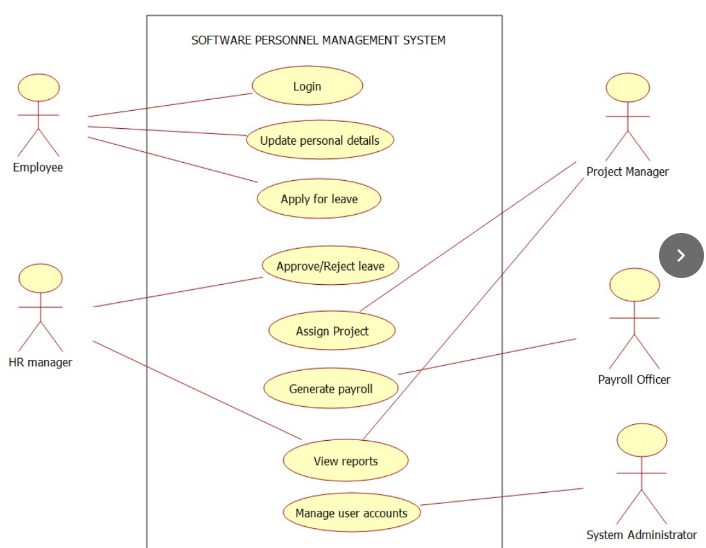 SOFTWARE PERSONNEL MANAGEMENT SYSTEM
Login
Update personal details
Employee
Project Manager
Apply for leave
Approve/Reject leave
Assign Project
HR manager
Payroll Officer
Generate payroll
View reports
Manage user accounts
System Administrator